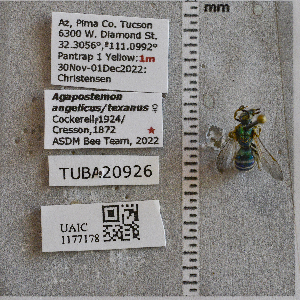 mm
Az, Pima Co. Tucson
6300 W. Diamond St.
32.3056°, 111.0992°
Pantrap 1 Yellow: 1m
30Nov-01Dec2022:
Christensen
Agapostemon
angelicus/texanus ♀
Cockerell,1924/
Cresson,1872 ★
ASDM Bee Team, 2022
TUBA20926
UAIC
1177178